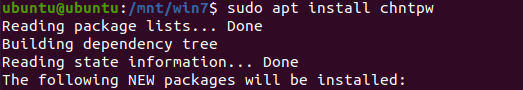 ubuntu@ubuntu:/mnt/win7$ sudo apt install chntpw
Reading package lists... Done
Building dependency tree
Reading state information... Done
The following NEW packages will be installed: